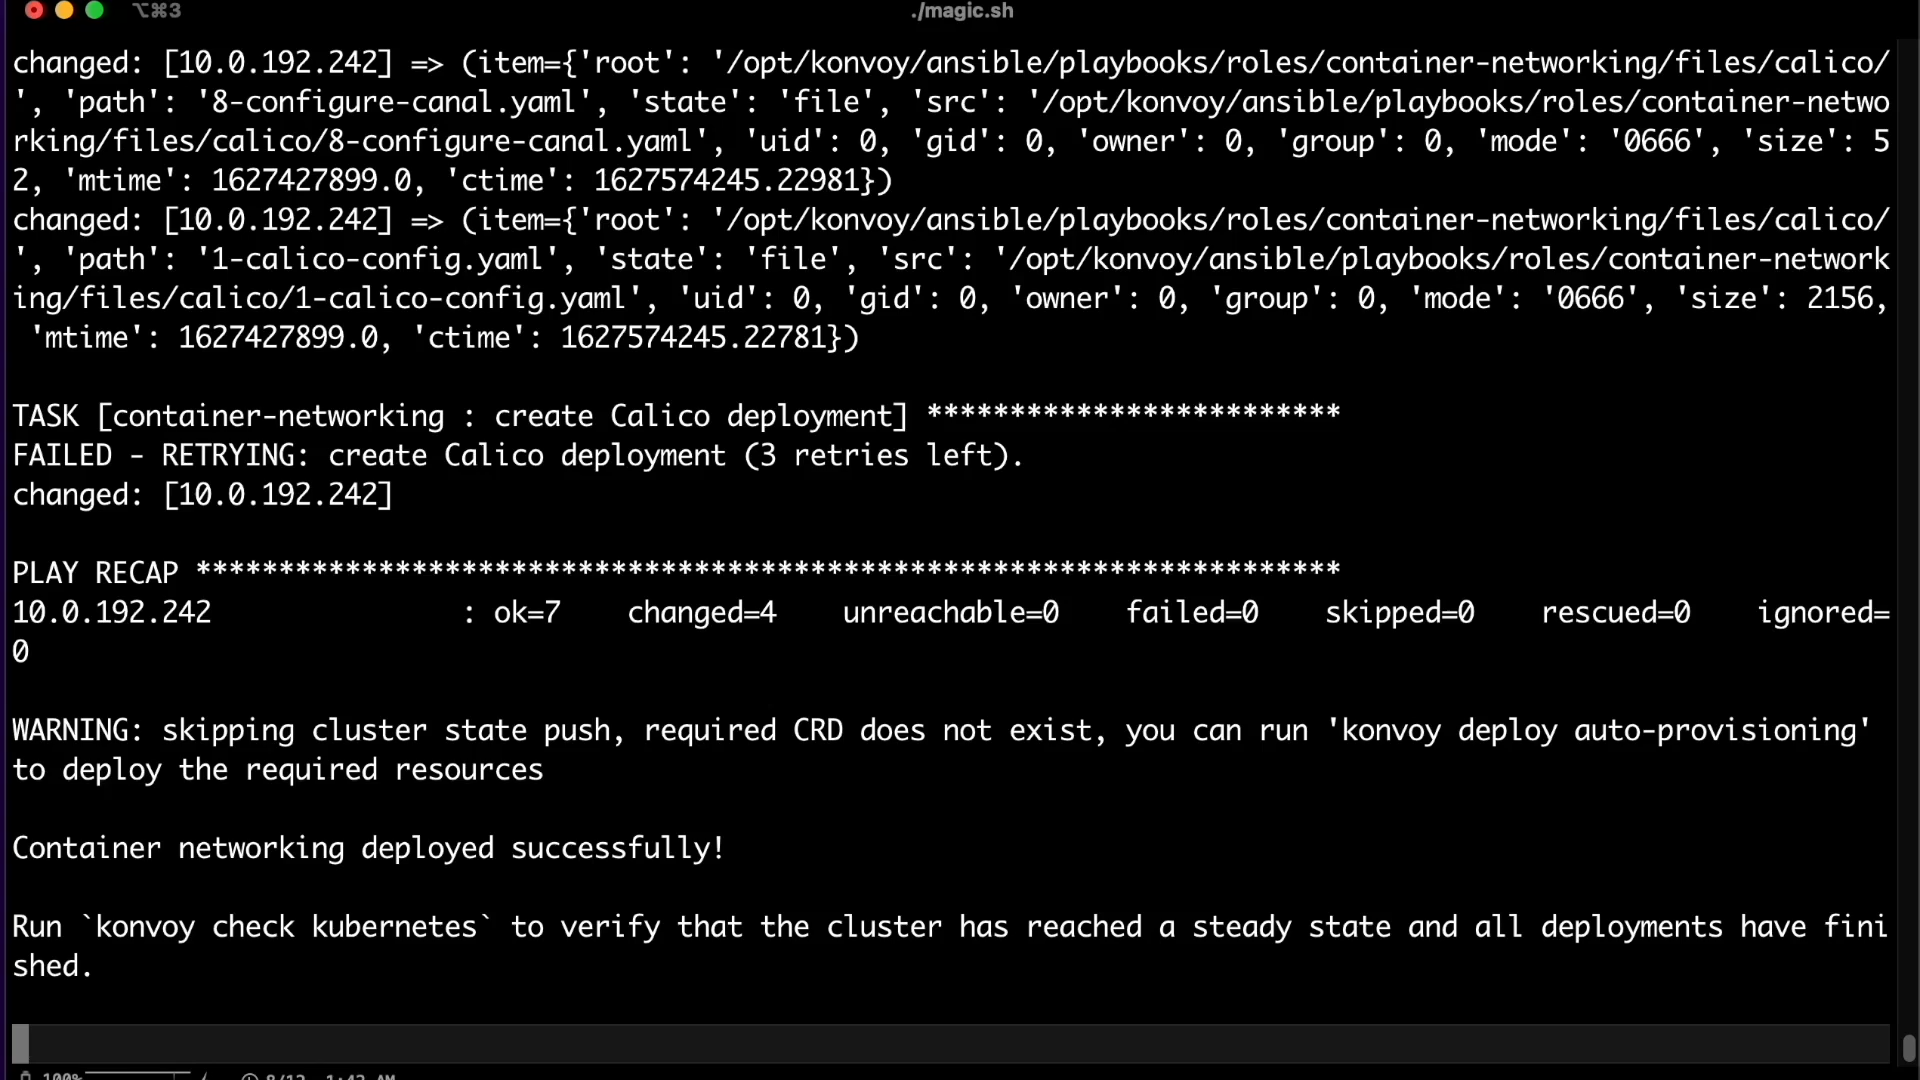 ⌥⌘3 ./magic.sh
changed: [10.0.192.242] => (item={'root': '/opt/konvoy/ansible/playbooks/roles/container-networking/files/calico/
', 'path': '8-configure-canal.yaml', 'state': 'file', 'src': '/opt/konvoy/ansible/playbooks/roles/container-netwo
rking/files/calico/8-configure-canal.yaml', 'uid': 0, 'gid': 0, 'owner': 0, 'group': 0, 'mode': '0666', 'size': 5
2, 'mtime': 1627427899.0, 'ctime': 1627574245.22981})
changed: [10.0.192.242] => (item={'root': '/opt/konvoy/ansible/playbooks/roles/container-networking/files/calico/
', 'path': '1-calico-config.yaml', 'state': 'file', 'src': '/opt/konvoy/ansible/playbooks/roles/container-network
ing/files/calico/1-calico-config.yaml', 'uid': 0, 'gid': 0, 'owner': 0, 'group': 0, 'mode': '0666', 'size': 2156,
 'mtime': 1627427899.0, 'ctime': 1627574245.22781})
TASK [container-networking : create Calico deployment] *************************
FAILED - RETRYING: create Calico deployment (3 retries left).
changed: [10.0.192.242]
PLAY RECAP *********************************************************************
10.0.192.242 : ok=7 changed=4 unreachable=0 failed=0 skipped=0 rescued=0 ignored=
0
WARNING: skipping cluster state push, required CRD does not exist, you can run 'konvoy deploy auto-provisioning'
to deploy the required resources
Container networking deployed successfully!
Run `konvoy check kubernetes` to verify that the cluster has reached a steady state and all deployments have fini
shed.
100% 8/12